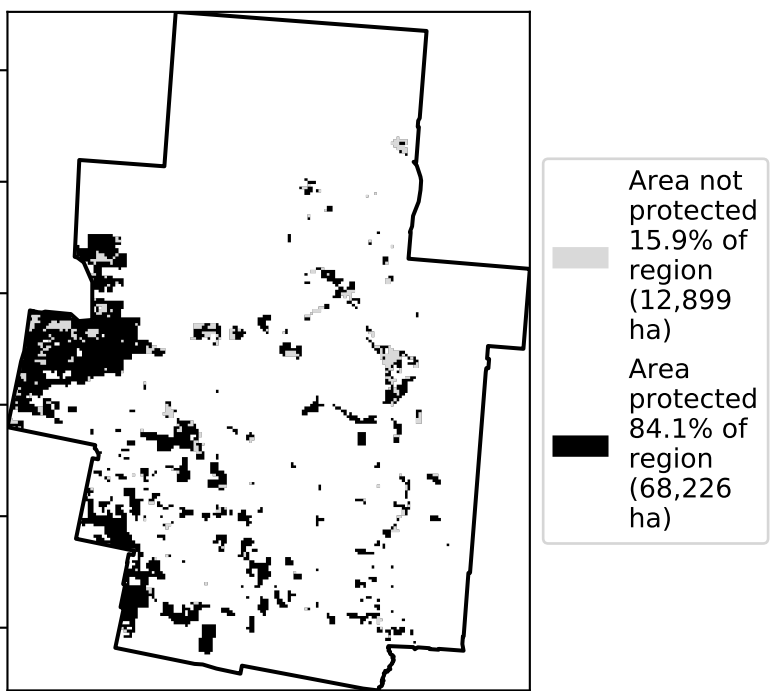 Area not
protected
15.9% of
region
(12,899
ha)
Area
protected
84.1% of
region
(68,226
ha)